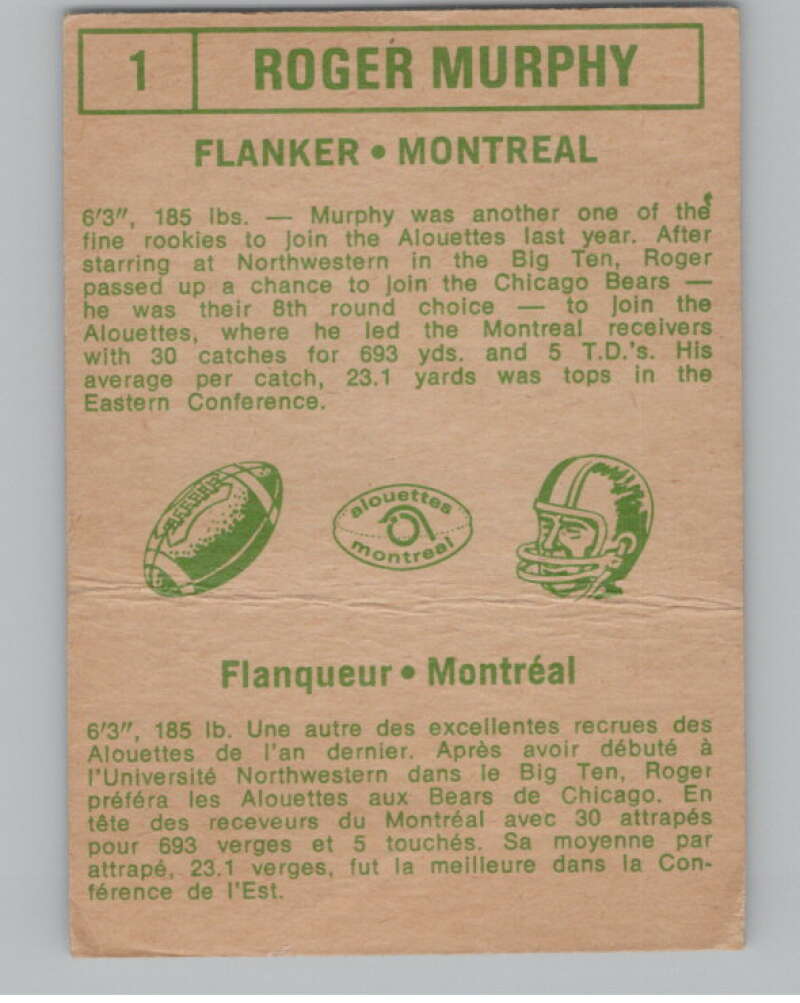 1 ROGER MURPHY
FLANKER • MONTREAL
6'3", 185 lbs. — Murphy was another one of the
fine rookies to join the Alouettes last year. After
starring at Northwestern in the Big Ten, Roger
passed up a chance to join the Chicago Bears —
he was their 8th round choice — to join the
Alouettes, where he led the Montreal receivers
with 30 catches for 693 yds. and 5 T.D.'s. His
average per catch, 23.1 yards was tops in the
Eastern Conference.
alouettes
montreal
Flanqueur • Montréal
6'3", 185 lb. Une autre des excellentes recrues des
Alouettes de l'an dernier. Après avoir débuté à
l'Université Northwestern dans le Big Ten, Roger
préféra les Alouettes aux Bears de Chicago. En
tête des receveurs du Montréal avec 30 attrapés
pour 693 verges et 5 touchés. Sa moyenne par
attrapé, 23.1 verges, fut la meilleure dans la Con-
férence de l'Est.